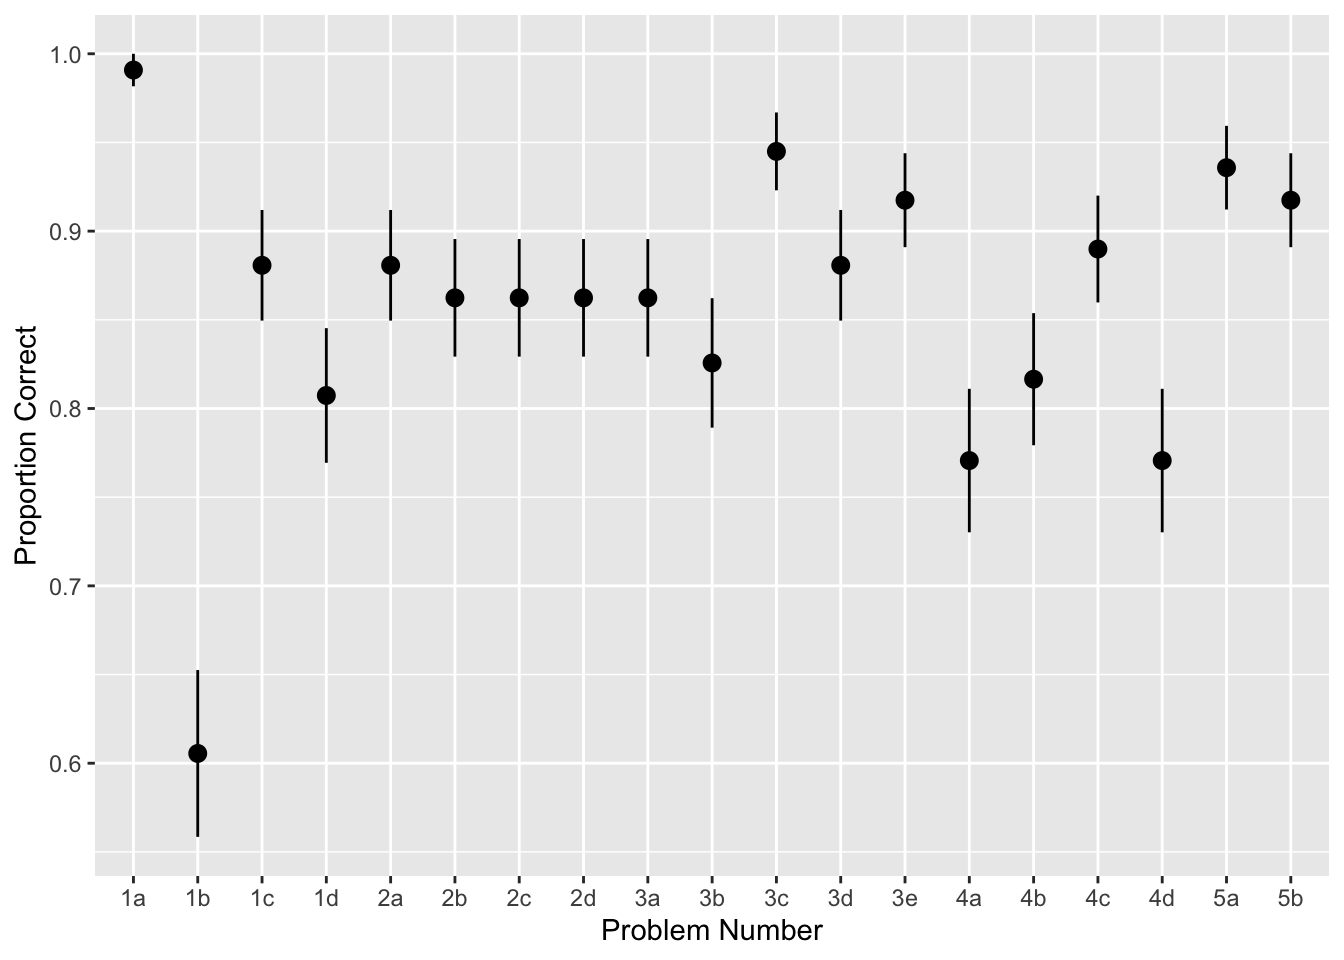 1.0
0.9
0.8
0.7
0.6
Proportion Correct
1a 1b 1c 1d 2a 2b 2c 2d 3a 3b 3c 3d 3e 4a 4b 4c 4d 5a 5b
Problem Number